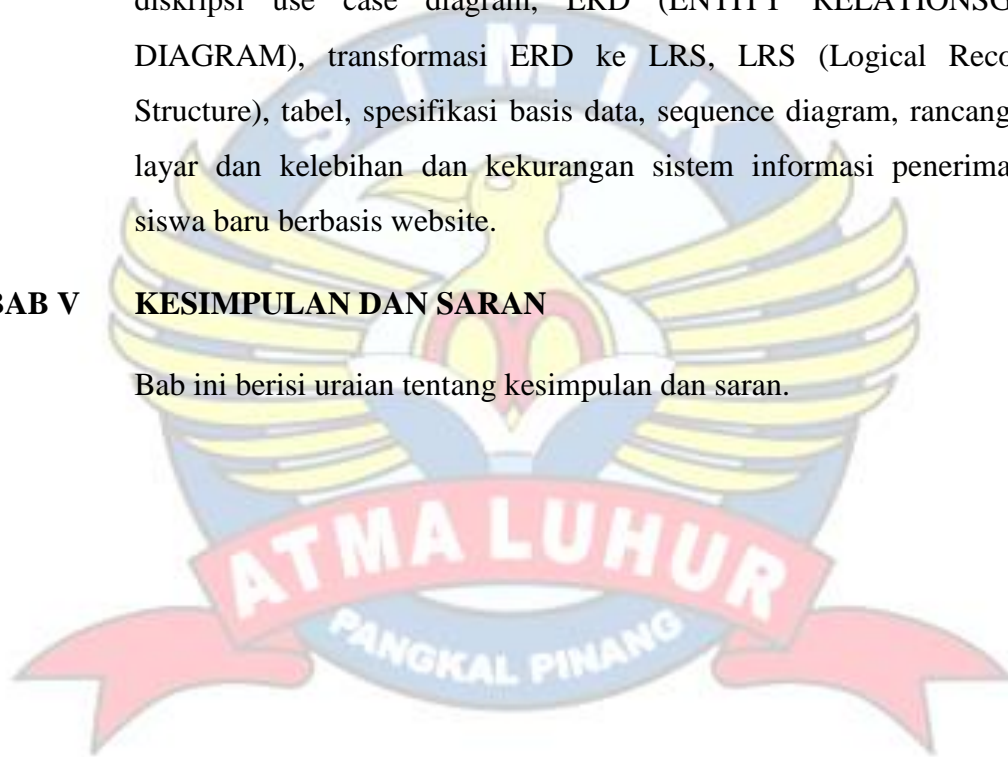 diskripsi use case diagram, ERD (ENTITY RELATIONSG
DIAGRAM), transformasi ERD ke LRS, LRS (Logical Reco
Structure), tabel, spesifikasi basis data, sequence diagram, rancang
layar dan kelebihan dan kekurangan sistem informasi penerima
siswa baru berbasis website.
BAB V KESIMPULAN DAN SARAN
Bab ini berisi uraian tentang kesimpulan dan saran.
STMIK
ATMA LUHUR
PANGKAL PINANG